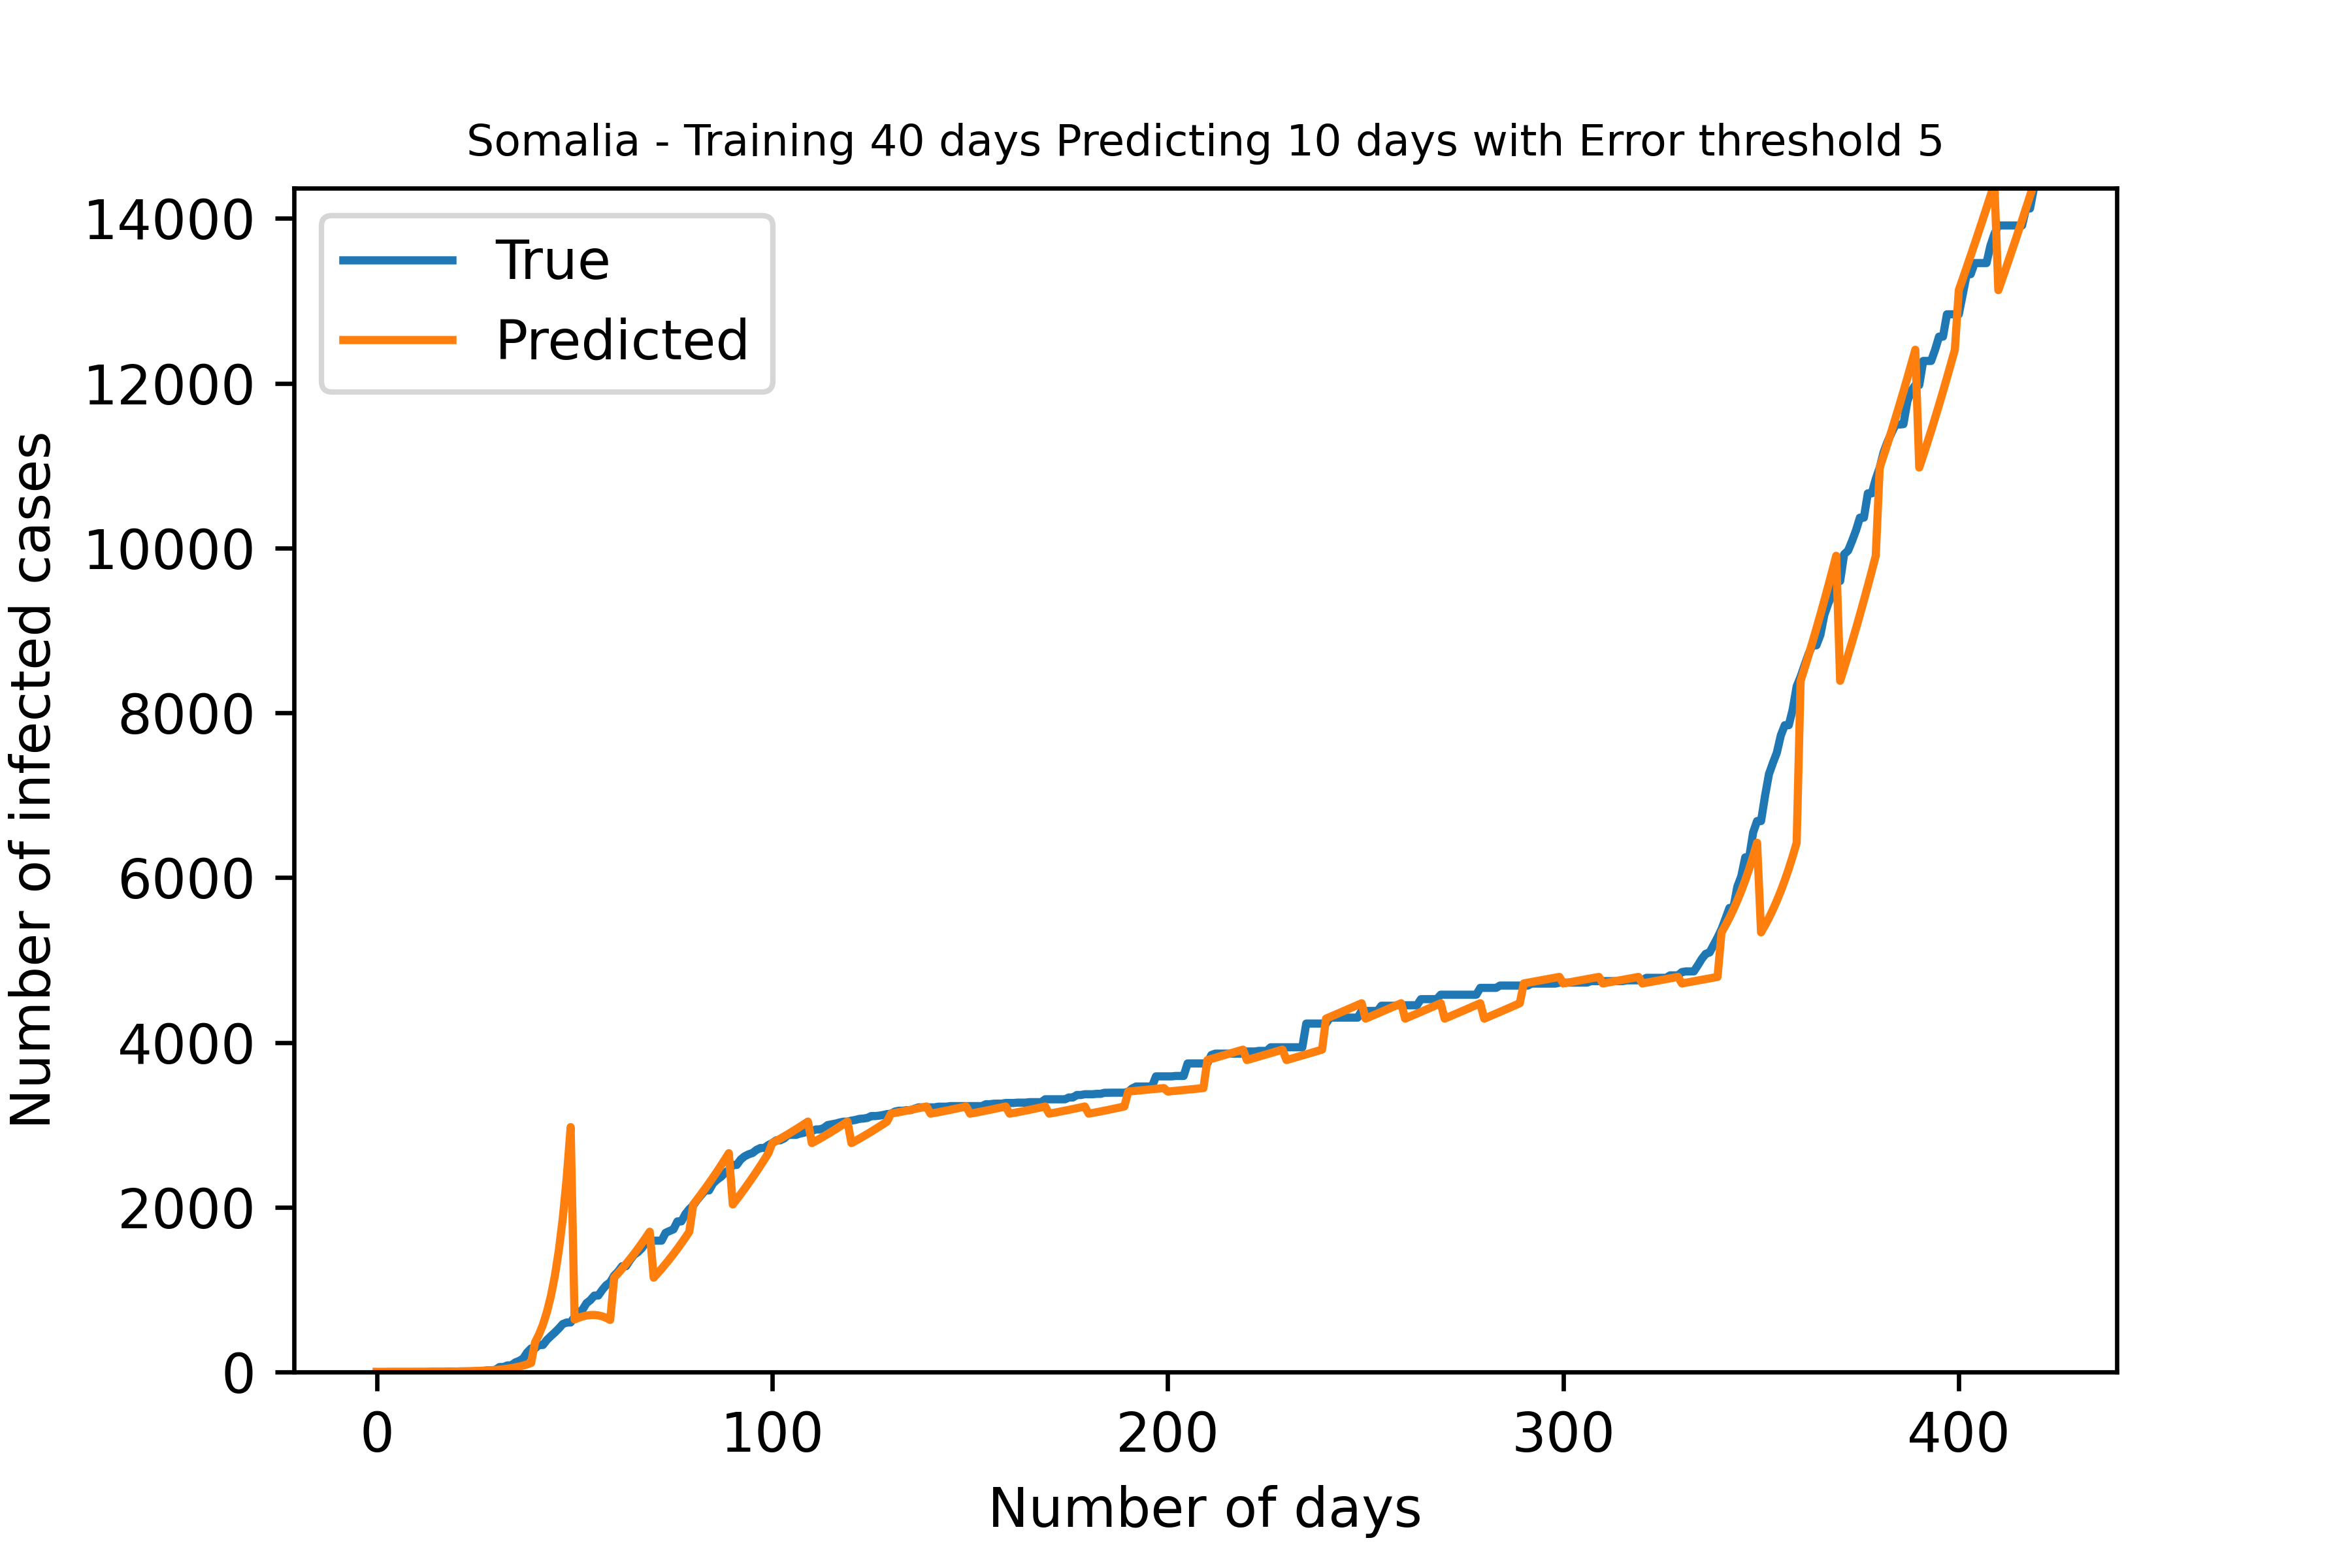 Somalia - Training 40 days Predicting 10 days with Error threshold 5
True
Predicted
14000
12000
10000
8000
6000
4000
2000
0
Number of infected cases
0 100 200 300 400
Number of days